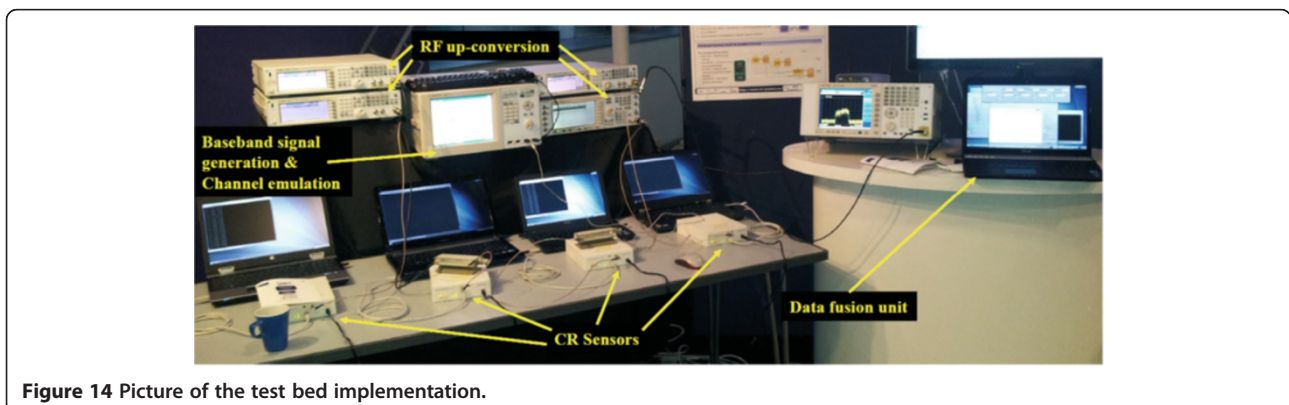 RF up-conversion
Baseband signal
generation &
Channel emulation
CR Sensors
Data fusion unit
Figure 14 Picture of the test bed implementation.